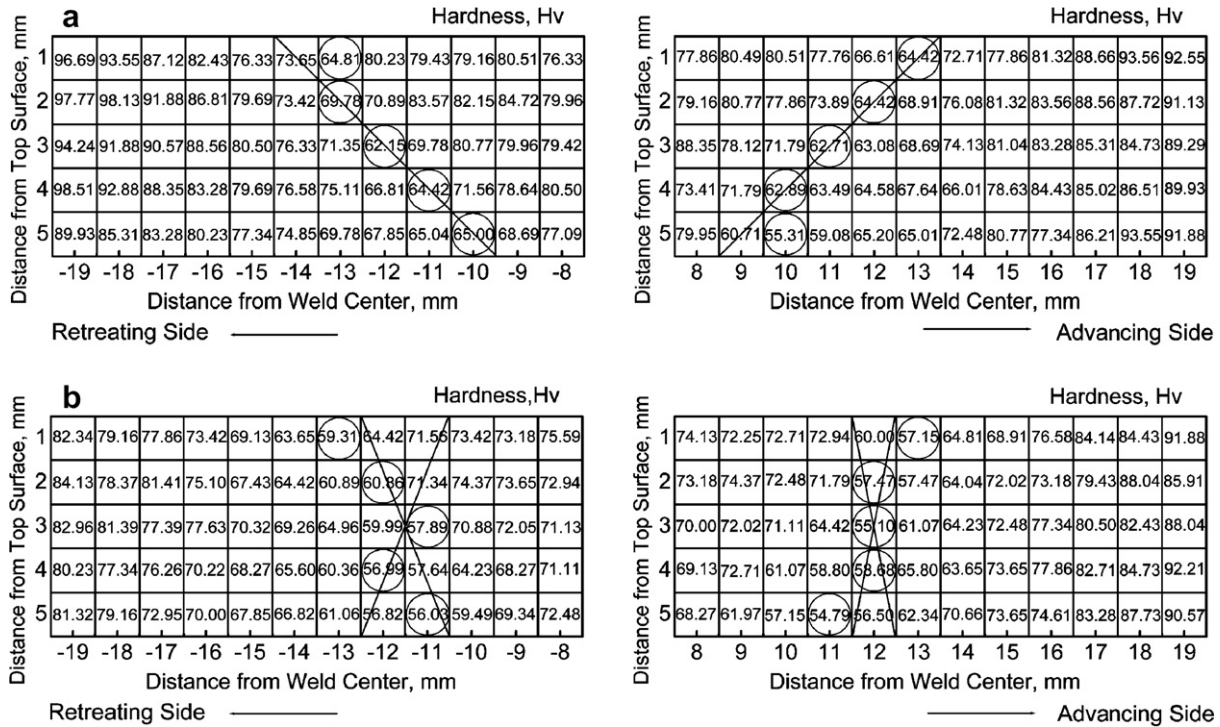 a
Hardness, Hv
Distance from Top Surface, mm
1 96.69 93.55 87.12 82.43 76.33 73.65 64.81 80.23 79.43 79.16 80.51 76.33
2 97.77 98.13 91.88 86.81 79.69 73.42 69.78 70.89 83.57 82.15 84.72 79.96
3 94.24 91.88 90.57 88.56 80.50 76.33 71.35 62.15 69.78 80.77 79.96 79.42
4 98.51 92.88 88.35 83.28 79.69 76.58 75.11 66.81 64.42 71.56 78.64 80.50
5 89.93 85.31 83.28 80.23 77.34 74.85 69.78 67.85 65.04 65.00 68.69 77.09
-19 -18 -17 -16 -15 -14 -13 -12 -11 -10 -9 -8
Distance from Weld Center, mm
Retreating Side
Hardness, Hv
Distance from Top Surface, mm
1 77.86 80.49 80.51 77.76 66.61 64.42 72.71 77.86 81.32 88.66 93.56 92.55
2 79.16 80.77 77.86 73.89 64.42 68.91 76.08 81.32 83.56 88.56 87.72 91.13
3 88.35 78.12 71.79 62.71 63.08 68.69 74.13 81.04 83.28 85.31 84.73 89.29
4 73.41 71.79 62.89 63.49 64.58 67.64 66.01 78.63 84.43 85.02 86.51 89.93
5 79.95 60.71 55.31 59.08 65.20 65.01 72.48 80.77 77.34 86.21 93.55 91.88
8 9 10 11 12 13 14 15 16 17 18 19
Distance from Weld Center, mm
Advancing Side
b
Hardness,Hv
Distance from Top Surface, mm
1 82.34 79.16 77.86 73.42 69.13 63.65 59.31 64.42 71.55 73.42 73.18 75.59
2 84.13 78.37 81.41 75.10 67.43 64.42 60.89 60.86 71.34 74.37 73.65 72.94
3 82.96 81.39 77.39 77.63 70.32 69.26 64.96 59.99 57.89 70.88 72.05 71.13
4 80.23 77.34 76.26 70.22 68.27 65.60 60.36 56.99 57.64 64.23 68.27 71.11
5 81.32 79.16 72.95 70.00 67.85 66.82 61.06 56.82 56.03 59.49 69.34 72.48
-19 -18 -17 -16 -15 -14 -13 -12 -11 -10 -9 -8
Distance from Weld Center, mm
Retreating Side
Hardness, Hv
Distance from Top Surface, mm
1 74.13 72.25 72.71 72.94 60.00 57.15 64.81 68.91 76.58 84.14 84.43 91.88
2 73.18 74.37 72.48 71.79 57.47 57.47 64.04 72.02 73.18 79.43 88.04 85.91
3 70.00 72.02 71.11 64.42 55.10 61.07 64.23 72.48 77.34 80.50 82.43 88.04
4 69.13 72.71 61.07 58.80 58.68 65.80 63.65 73.65 77.86 82.71 84.73 92.21
5 68.27 61.97 57.15 54.79 56.50 62.34 70.66 73.65 74.61 83.28 87.73 90.57
8 9 10 11 12 13 14 15 16 17 18 19
Distance from Weld Center, mm
Advancing Side